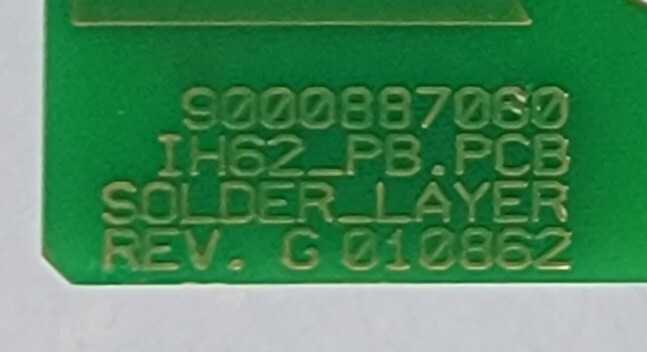 9000887060
IH62_PB.PCB
SOLDER_LAYER
REV. G 010862